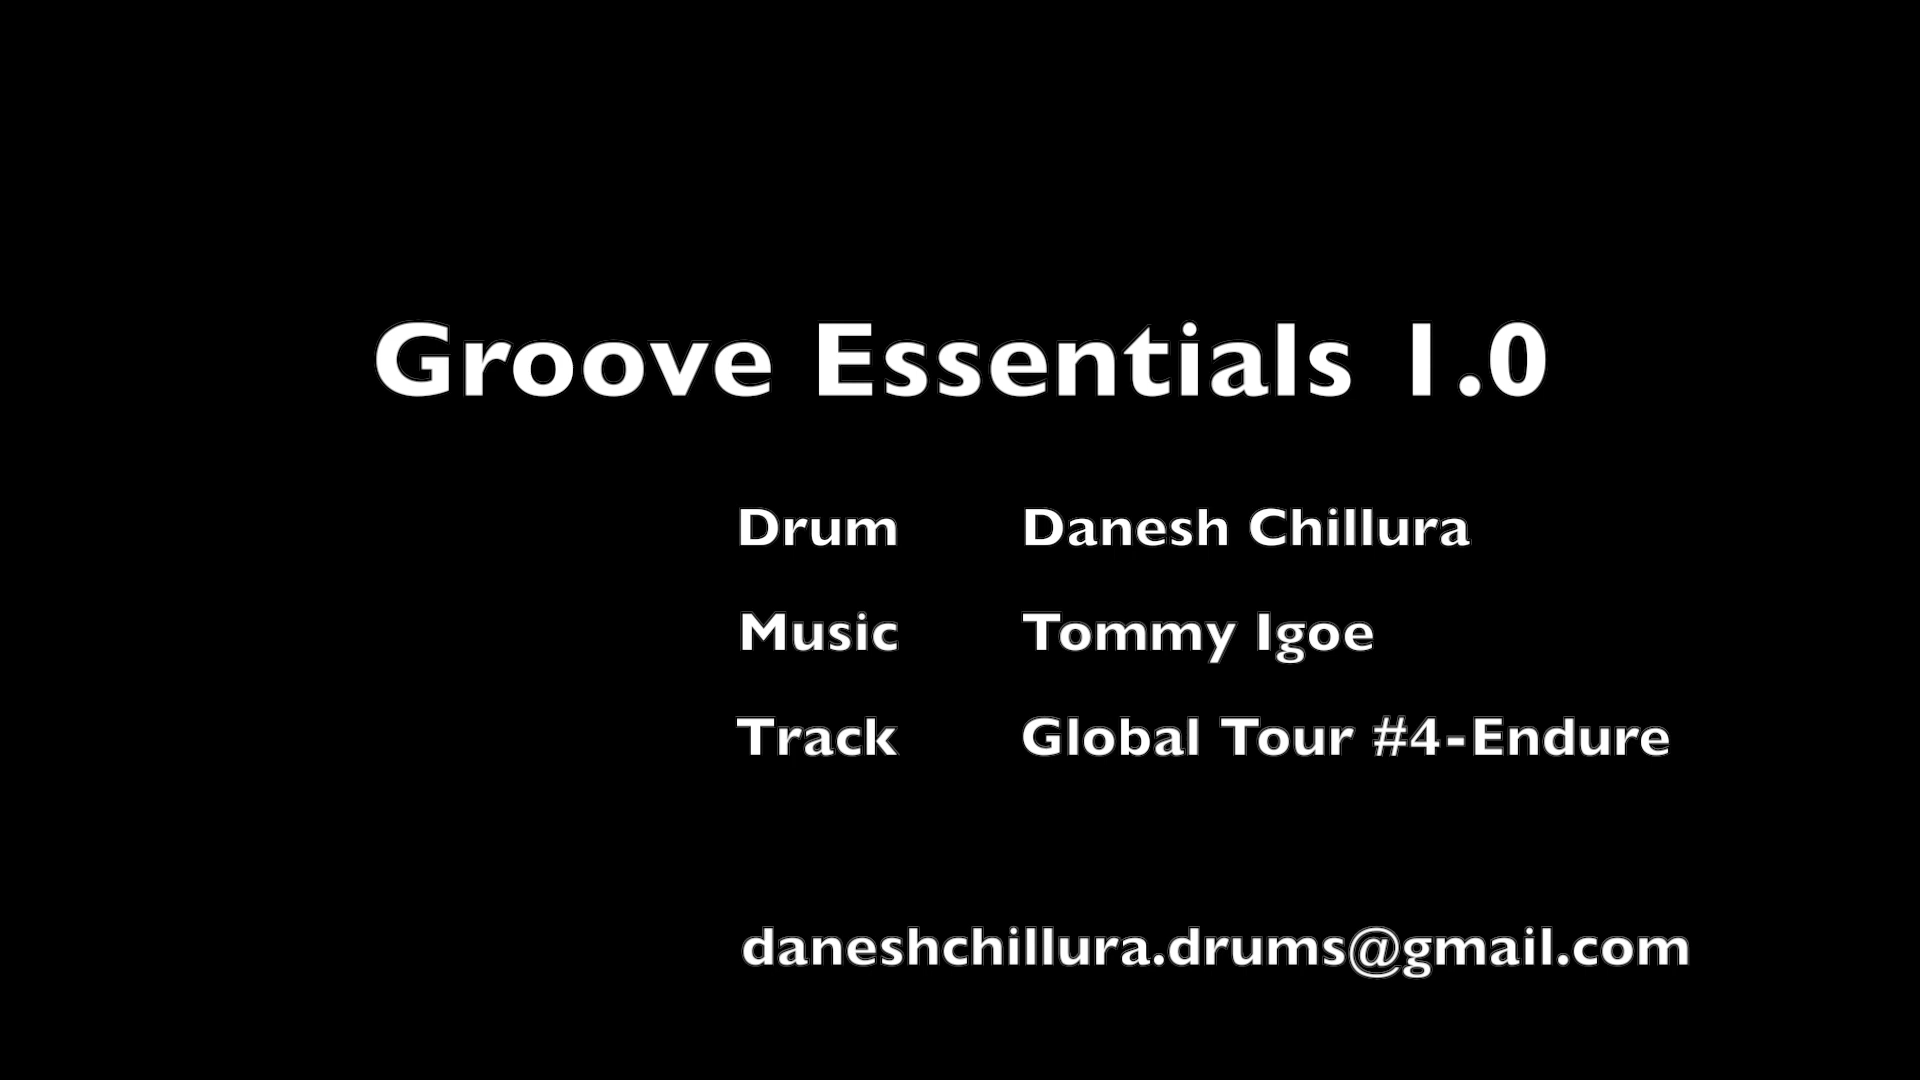 Groove Essentials 1.0
Drum Danesh Chillura
Music Tommy Igoe
Track Global Tour #4-Endure
daneshchillura.drums@gmail.com